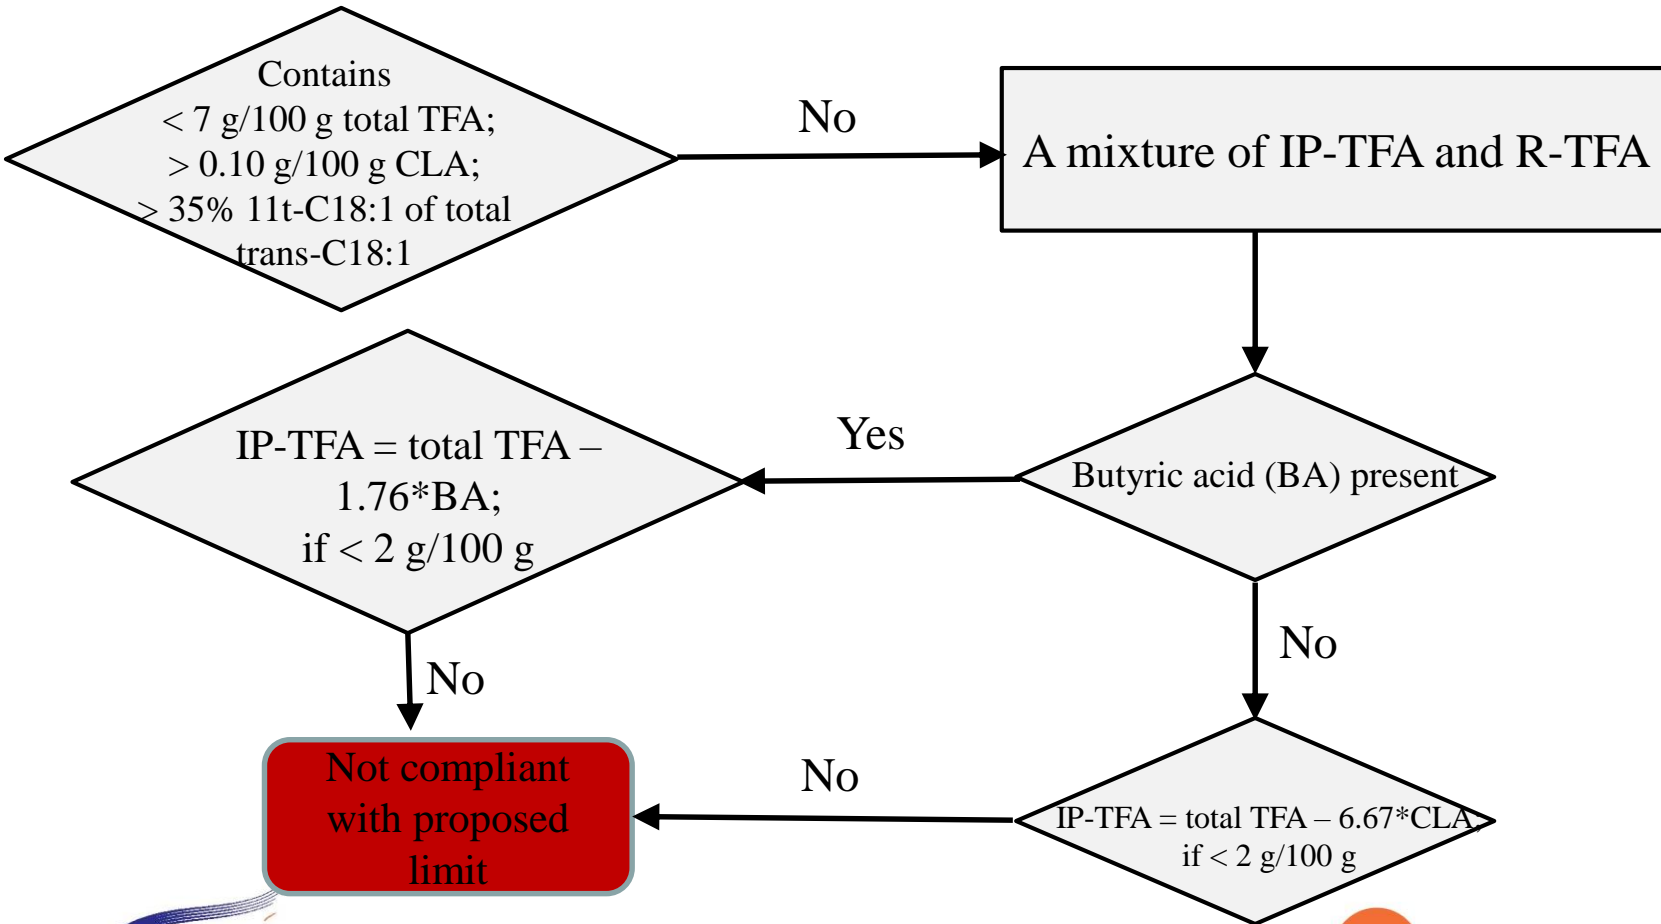 Contains
< 7 g/100 g total TFA;
> 0.10 g/100 g CLA;
> 35% 11t-C18:1 of total
trans-C18:1
No
A mixture of IP-TFA and R-TFA
IP-TFA = total TFA –
1.76*BA;
if < 2 g/100 g
Yes
Butyric acid (BA) present
No
No
Not compliant
with proposed
limit
No
IP-TFA = total TFA – 6.67*CLA;
if < 2 g/100 g